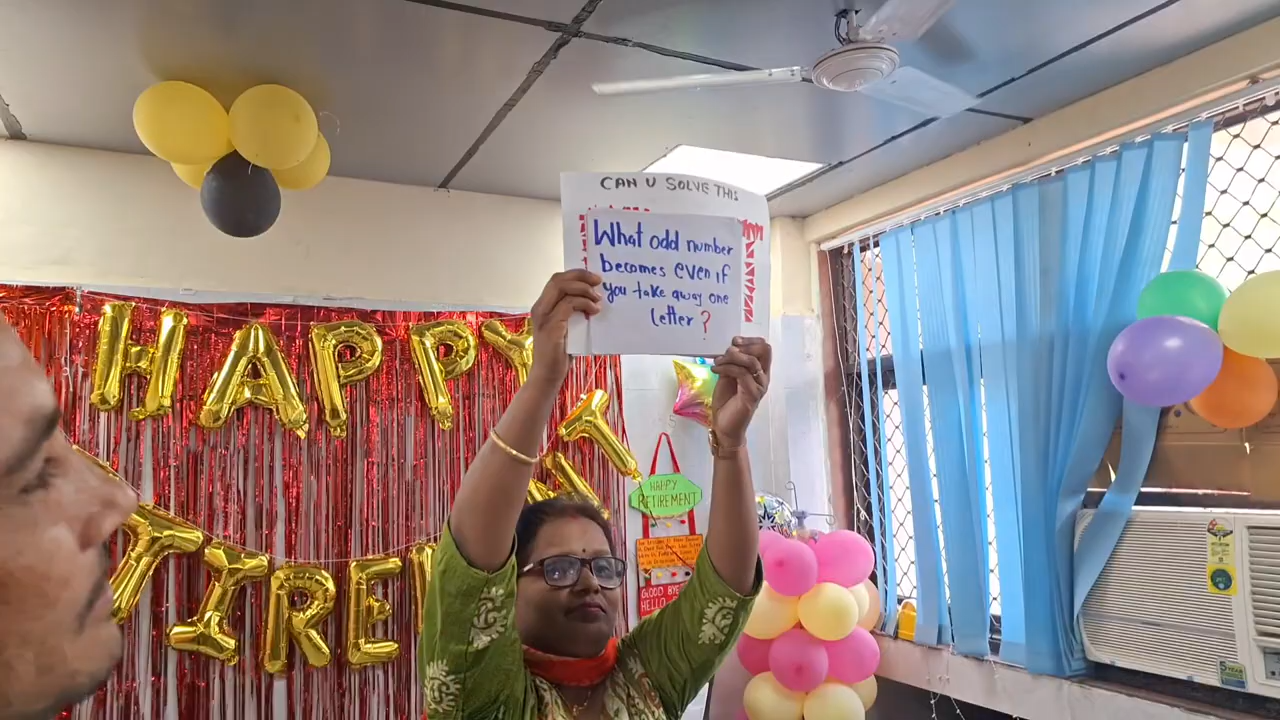 CAN U SOLVE THIS
What odd number
becomes even if
you take away one
letter?
HAPPY
TIRE
HAPPY
RETIREMENT
GOOD BYE
HELLO